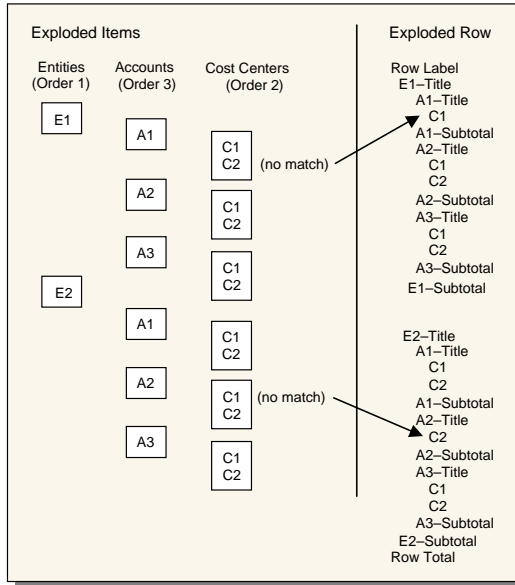 Exploded Items
Entities
(Order 1)
Accounts
(Order 3)
Cost Centers
(Order 2)
E1
A1
C1
C2
(no match)
A2
C1
C2
A3
C1
C2
E2
A1
C1
C2
A2
C1
C2
(no match)
A3
C1
C2
Exploded Row
Row Label
E1–Title
A1–Title
C1
A1–Subtotal
A2–Title
C1
C2
A2–Subtotal
A3–Title
C1
C2
A3–Subtotal
E1–Subtotal
E2–Title
A1–Title
C1
C2
A1–Subtotal
A2–Title
C2
A2–Subtotal
A3–Title
C1
C2
A3–Subtotal
E2–Subtotal
Row Total